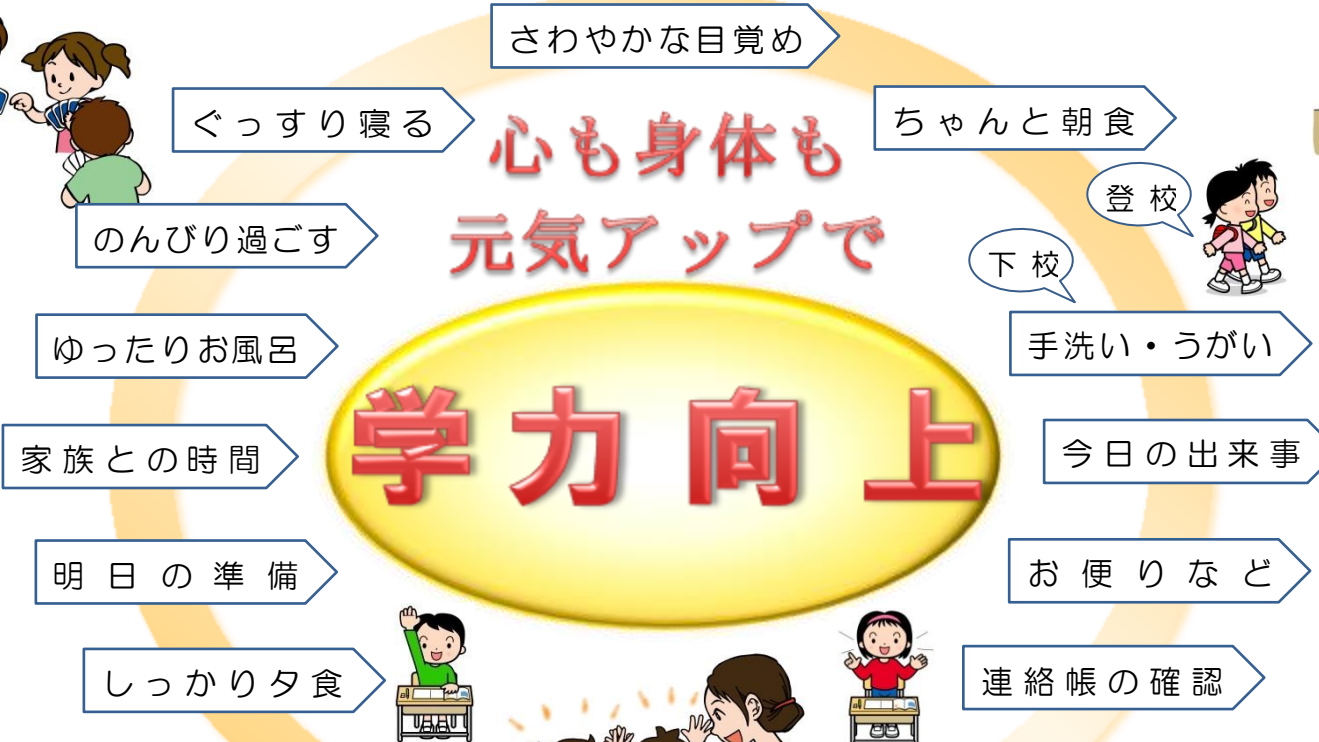 さわやかな目覚め
ぐっすり寝る
ちゃんと朝食
心も身体も
元気アップで
登校
下校
のんびり過ごす
手洗い・うがい
ゆったりお風呂
学力向上
今日の出来事
家族との時間
お便りなど
明日の準備
連絡帳の確認
しっかり夕食